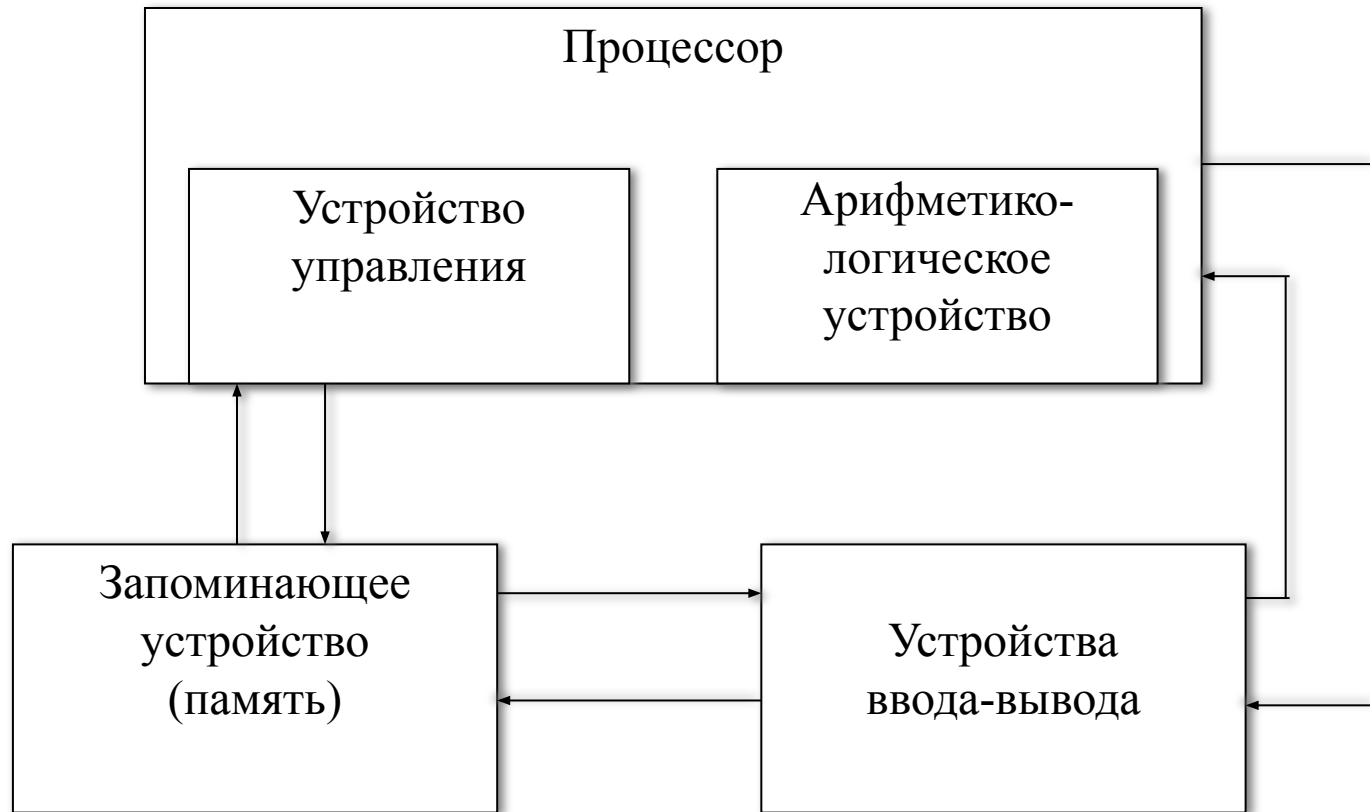 Процессор
Устройство
управления
Арифметико-
логическое
устройство
Запоминающее
устройство
(память)
Устройства
ввода-вывода